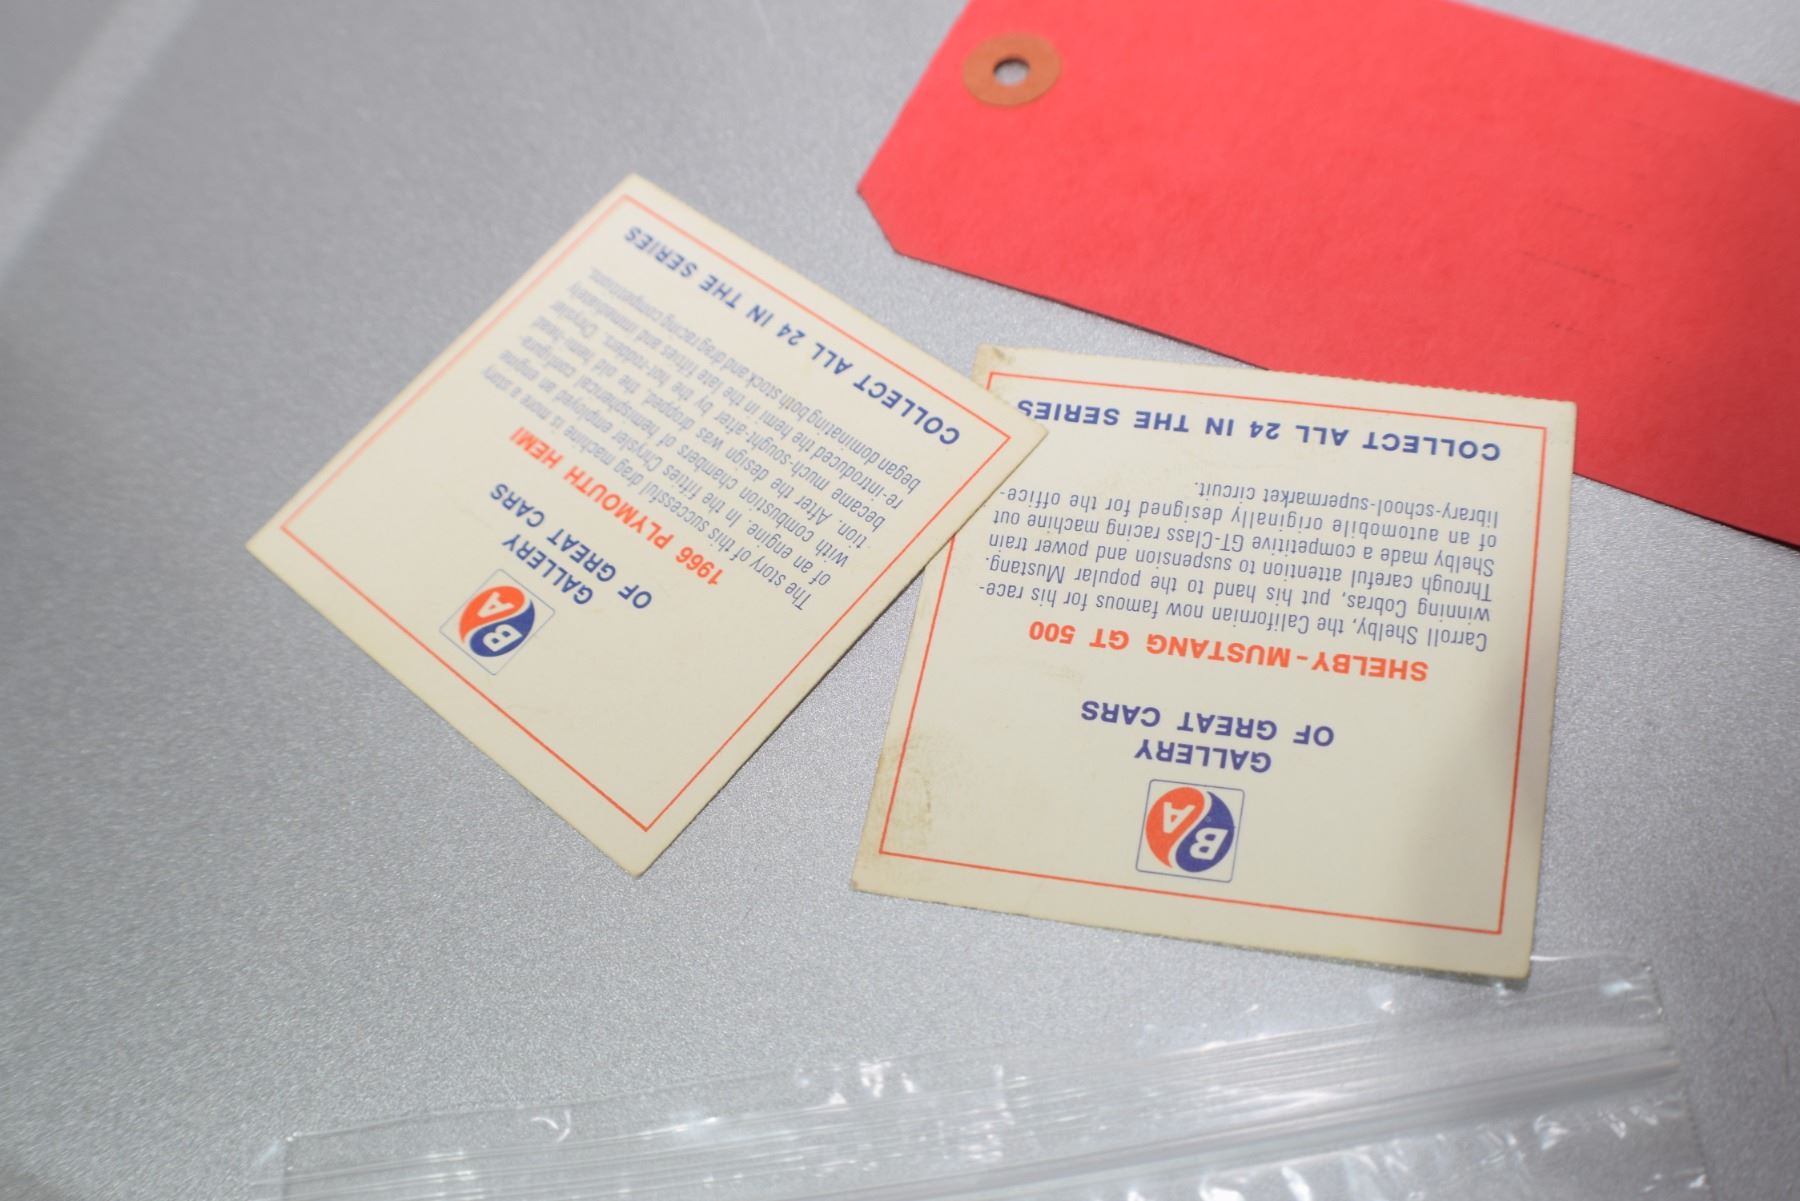 BA
GALLERY
OF GREAT CARS
1966 PLYMOUTH HEMI
The story of this successful drag machine is more a story
of an engine. In the fifties Chrysler employed an engine
with combustion chambers of hemispherical configura-
tion. After the design was dropped, the old hemi
became much-sought-after by the hot-rodders. Chrysler
re-introduced the hemi in the late fifties and immediately
began dominating both stock and drag racing competitions.
COLLECT ALL 24 IN THE SERIES
BA
GALLERY
OF GREAT CARS
SHELBY-MUSTANG GT 500
Carroll Shelby, the Californian now famous for his race-
winning Cobras, put his hand to the popular Mustang.
Through careful attention to suspension and power train
Shelby made a competitive GT-Class racing machine out
of an automobile originally designed for the office-
library-school-supermarket circuit.
COLLECT ALL 24 IN THE SERIES